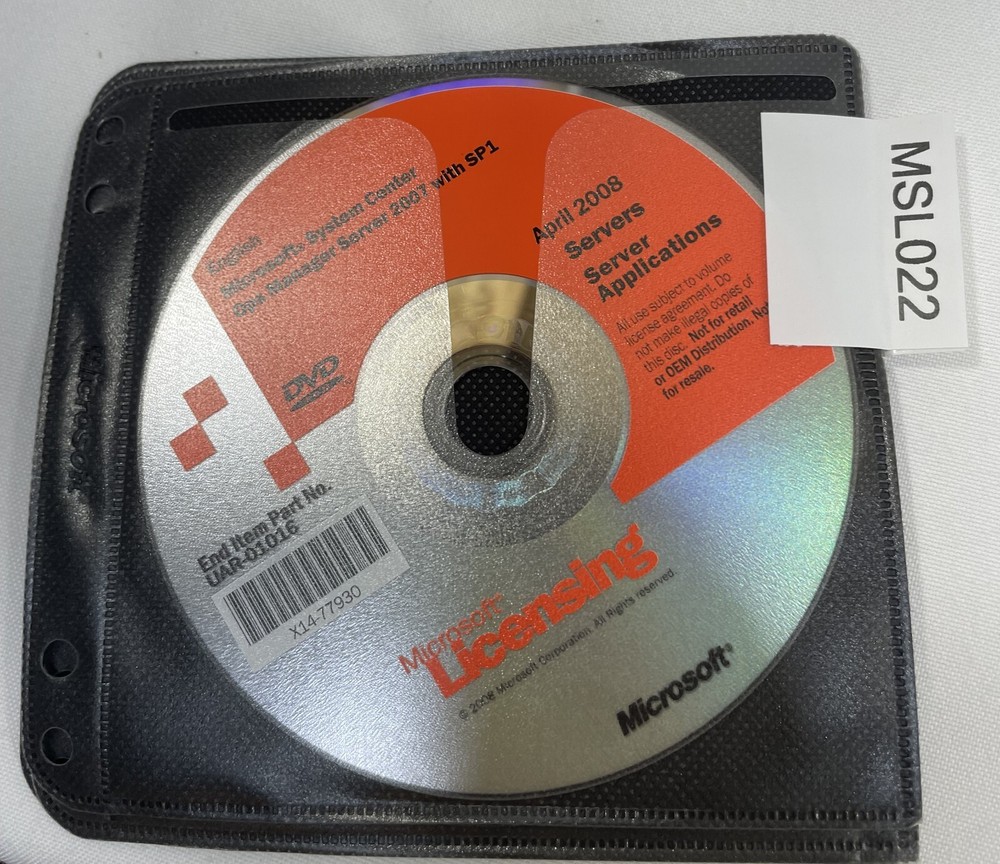 English
Microsoft® System Center
Ops Manager Server 2007 with SP1
DVD
April 2008
Servers
Server
Applications
All use subject to volume
license agreement. Do
not make illegal copies of
this disc. Not for retail
or OEM Distribution. Not
for resale.
MSL022
End Item Part No.
UAR-01016
X14-77930
Microsoft®
Licensing
© 2008 Microsoft Corporation. All Rights reserved.
Microsoft®
Microsoft